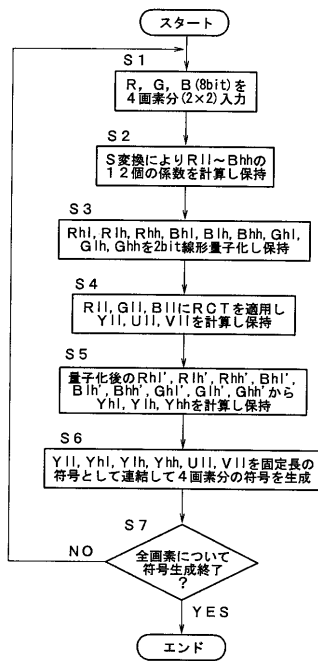 スタート
S1
R, G, B (8bit)を
4画素分(2×2)入力
S2
S変換によりRll~Bhhの
12個の係数を計算し保持
S3
Rhl, Rlh, Rhh, Bhl, Blh, Bhh, Ghl,
Glh, Ghhを2bit線形量子化し保持
S4
Rll, Gll, BllにRCTを適用し
Yll, Ull, Vllを計算し保持
S5
量子化後のRhl', Rlh', Rhh', Bhl',
Blh', Bhh', Ghl', Glh', Ghh'から
Yhl, Ylh, Yhhを計算し保持
S6
Yll, Yhl, Ylh, Yhh, Ull, Vllを固定長の
符号として連結して4画素分の符号を生成
S7
NO
全画素について
符号生成終了
?
YES
エンド